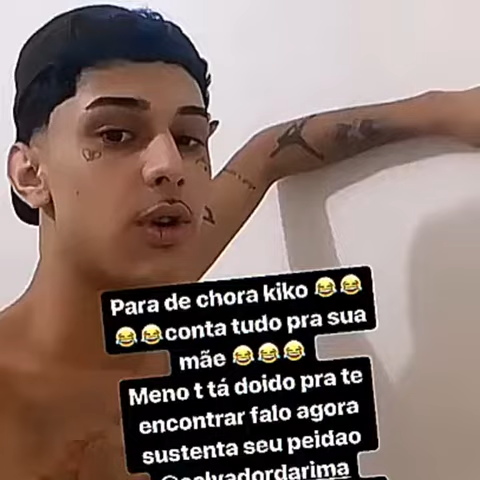 Para de chora kiko 😂😂
😂😂conta tudo pra sua
mãe 😂😂😂
Meno t tá doido pra te
encontrar falo agora
sustenta seu peidao
@salvadordarima